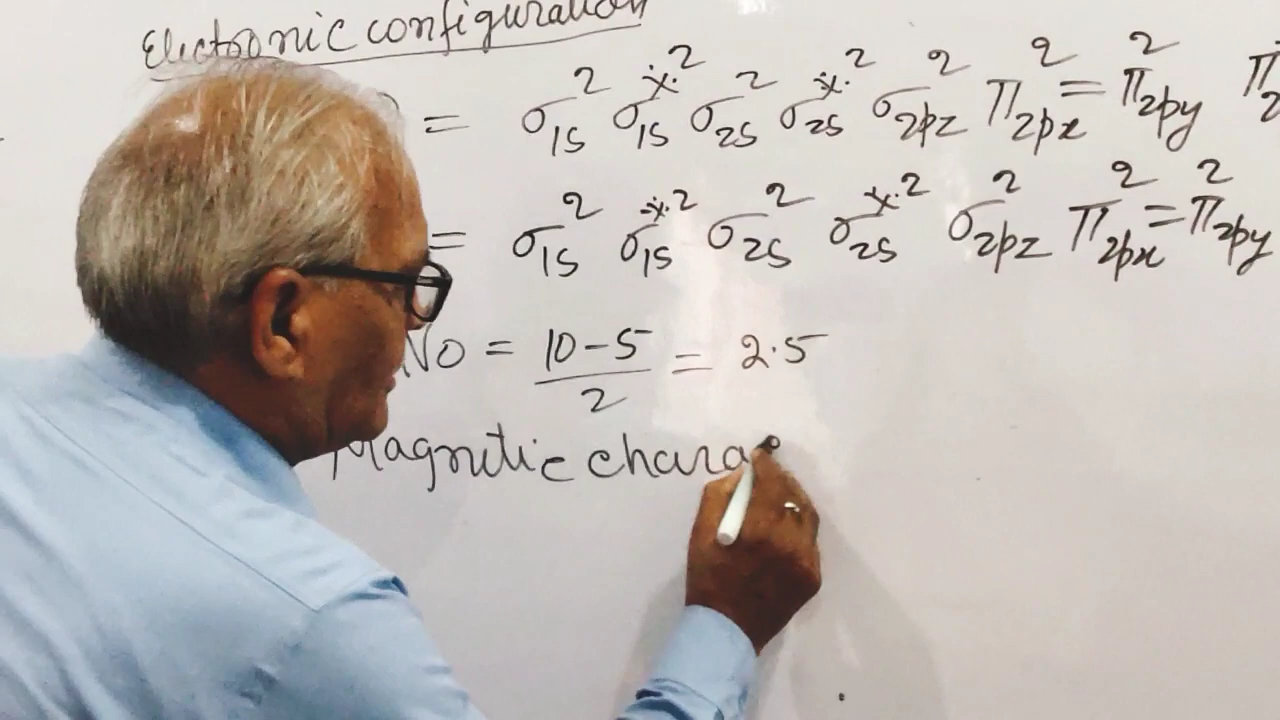 Electronic configuration
= σ1s² σ*1s² σ2s² σ*2s² σ2pz² π2px² = π2py² π2
= σ1s² σ*1s² σ2s² σ*2s² σ2pz² π2px² = π2py²
No = 10-5/2 = 2.5
Magnetic chara